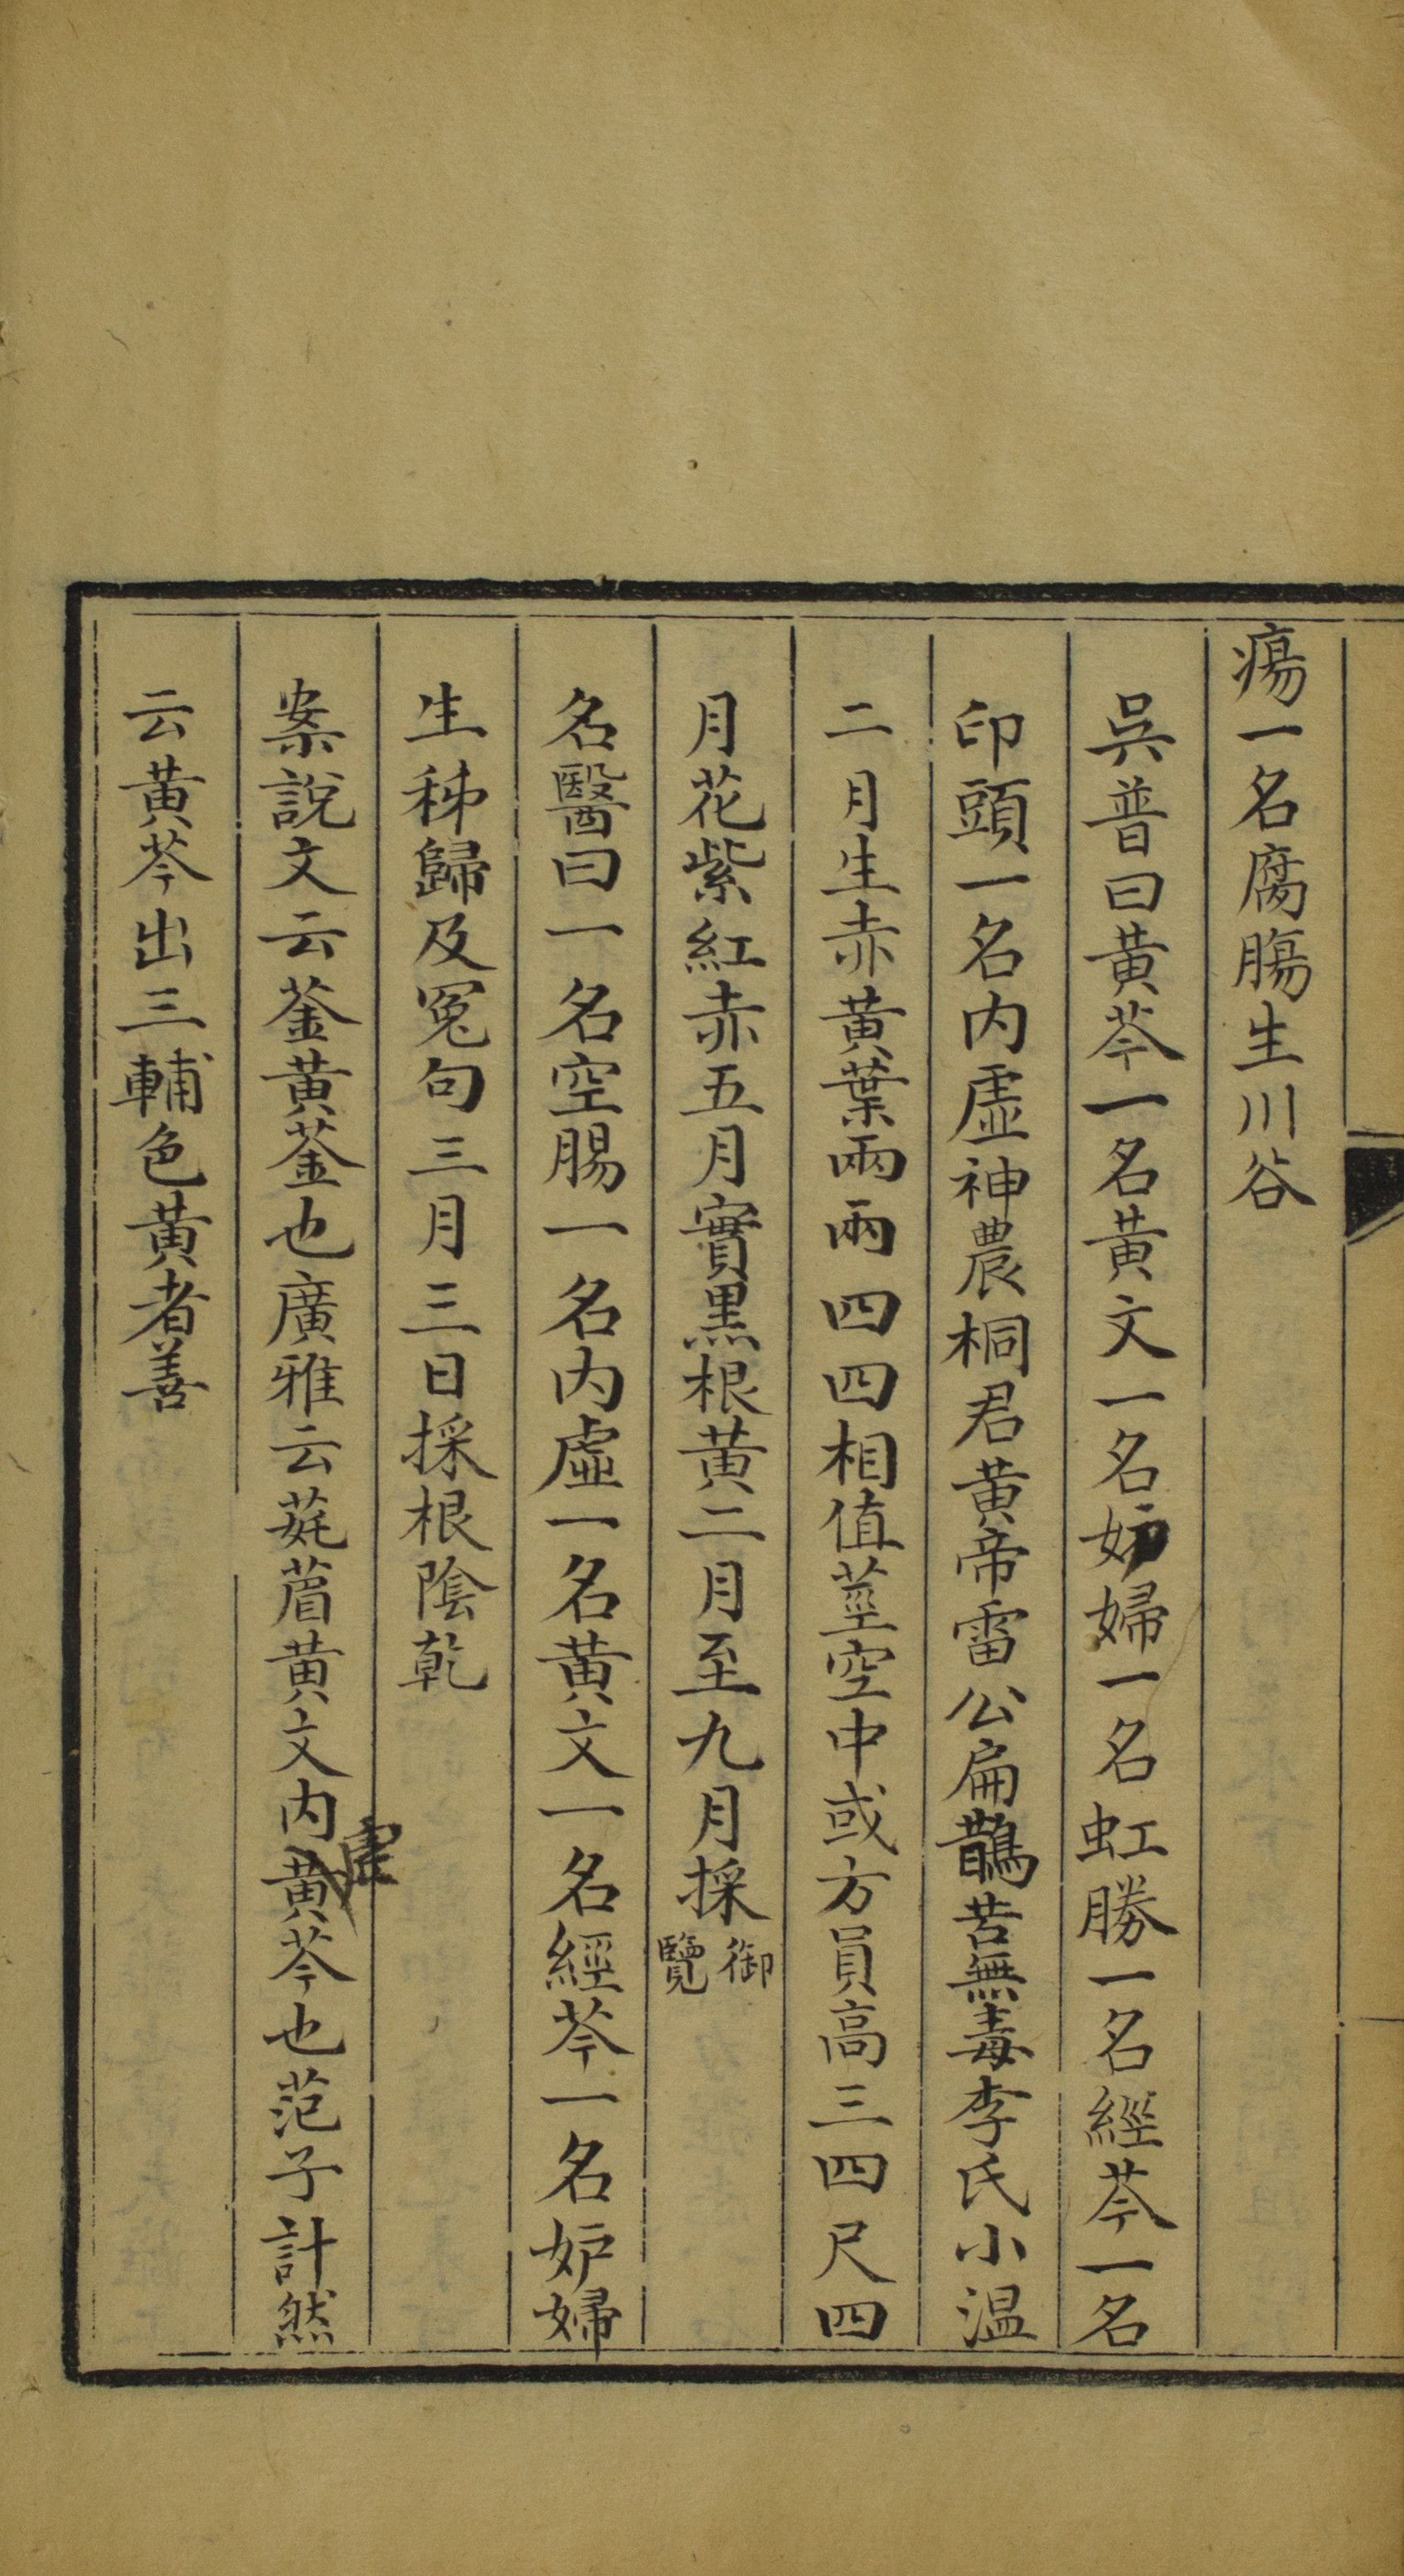 瘍一名腐腸生川谷
吳普曰黃芩一名黃文一名妒婦一名虹勝一名經芩一名
印頭一名内虛神農桐君黃帝雷公扁鵲苦無毒李氏小溫
二月生赤黃葉兩兩四四相值莖空中或方員高三四尺四
月花紫紅赤五月實黑根黃二月至九月採御覽
名醫曰一名空腸一名内虛一名黃文一名經芩一名妒婦
生秭歸及冤句三月三日採根陰乾
案說文云菳黃菳也廣雅云菈葿黃文内虛黃芩也范子計然
云黃芩出三輔色黃者善